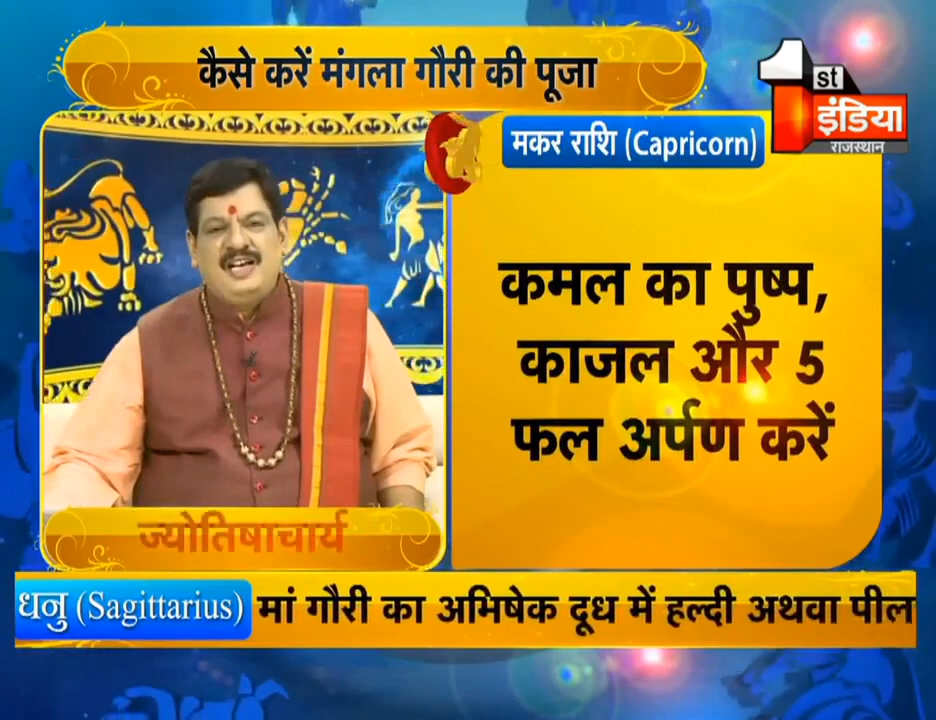 कैसे करें मंगला गौरी की पूजा
1st
इंडिया
राजस्थान
मकर राशि (Capricorn)
कमल का पुष्प,
काजल और 5
फल अर्पण करें
ज्योतिषाचार्य
धनु (Sagittarius) मां गौरी का अभिषेक दूध में हल्दी अथवा पील